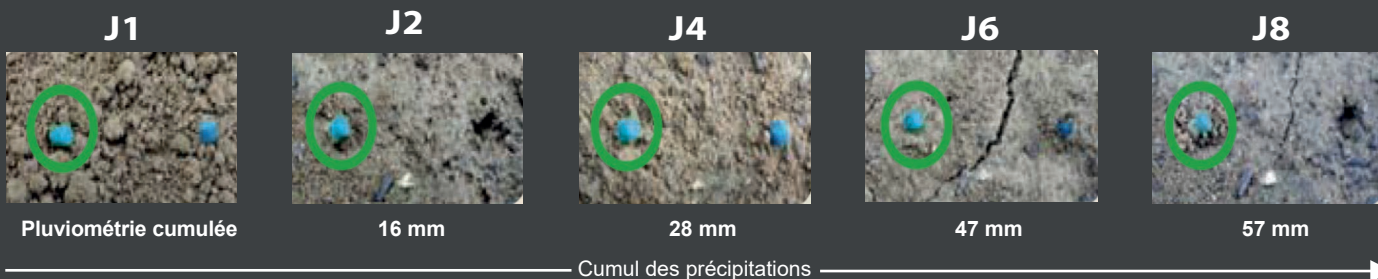 J1 J2 J4 J6 J8
Pluviométrie cumulée 16 mm 28 mm 47 mm 57 mm
Cumul des précipitations